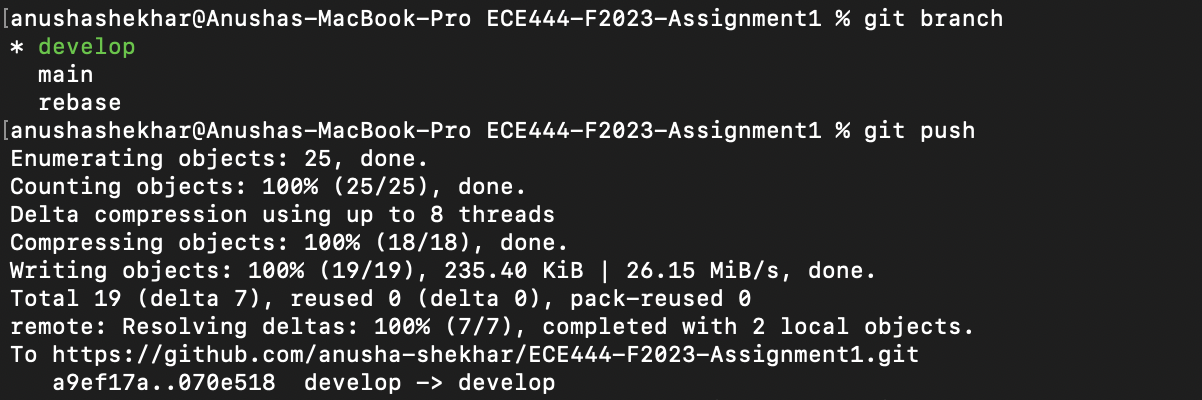 [anushashekhar@Anushas-MacBook-Pro ECE444-F2023-Assignment1 % git branch
* develop
  main
  rebase
[anushashekhar@Anushas-MacBook-Pro ECE444-F2023-Assignment1 % git push
Enumerating objects: 25, done.
Counting objects: 100% (25/25), done.
Delta compression using up to 8 threads
Compressing objects: 100% (18/18), done.
Writing objects: 100% (19/19), 235.40 KiB | 26.15 MiB/s, done.
Total 19 (delta 7), reused 0 (delta 0), pack-reused 0
remote: Resolving deltas: 100% (7/7), completed with 2 local objects.
To https://github.com/anusha-shekhar/ECE444-F2023-Assignment1.git
   a9ef17a..070e518  develop -> develop